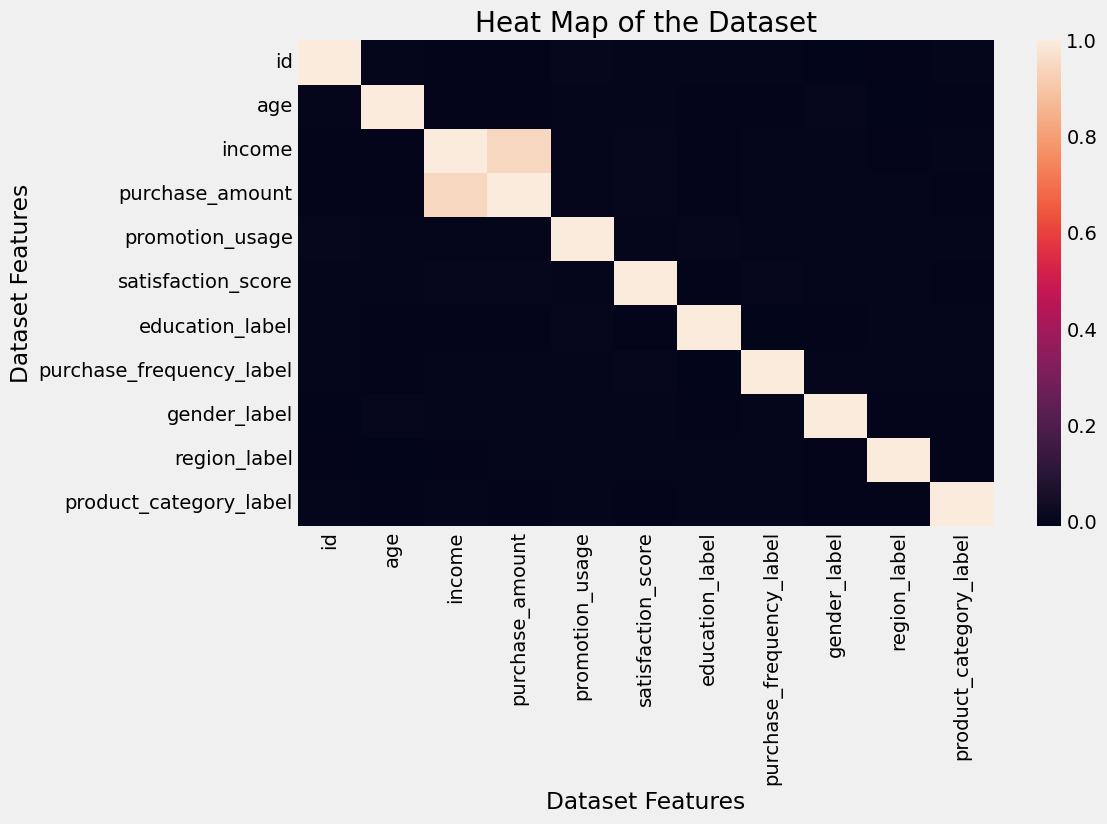 Heat Map of the Dataset
Dataset Features
id
age
income
purchase_amount
promotion_usage
satisfaction_score
education_label
purchase_frequency_label
gender_label
region_label
product_category_label
id
age
income
purchase_amount
promotion_usage
satisfaction_score
education_label
purchase_frequency_label
gender_label
region_label
product_category_label
Dataset Features
1.0
0.8
0.6
0.4
0.2
0.0